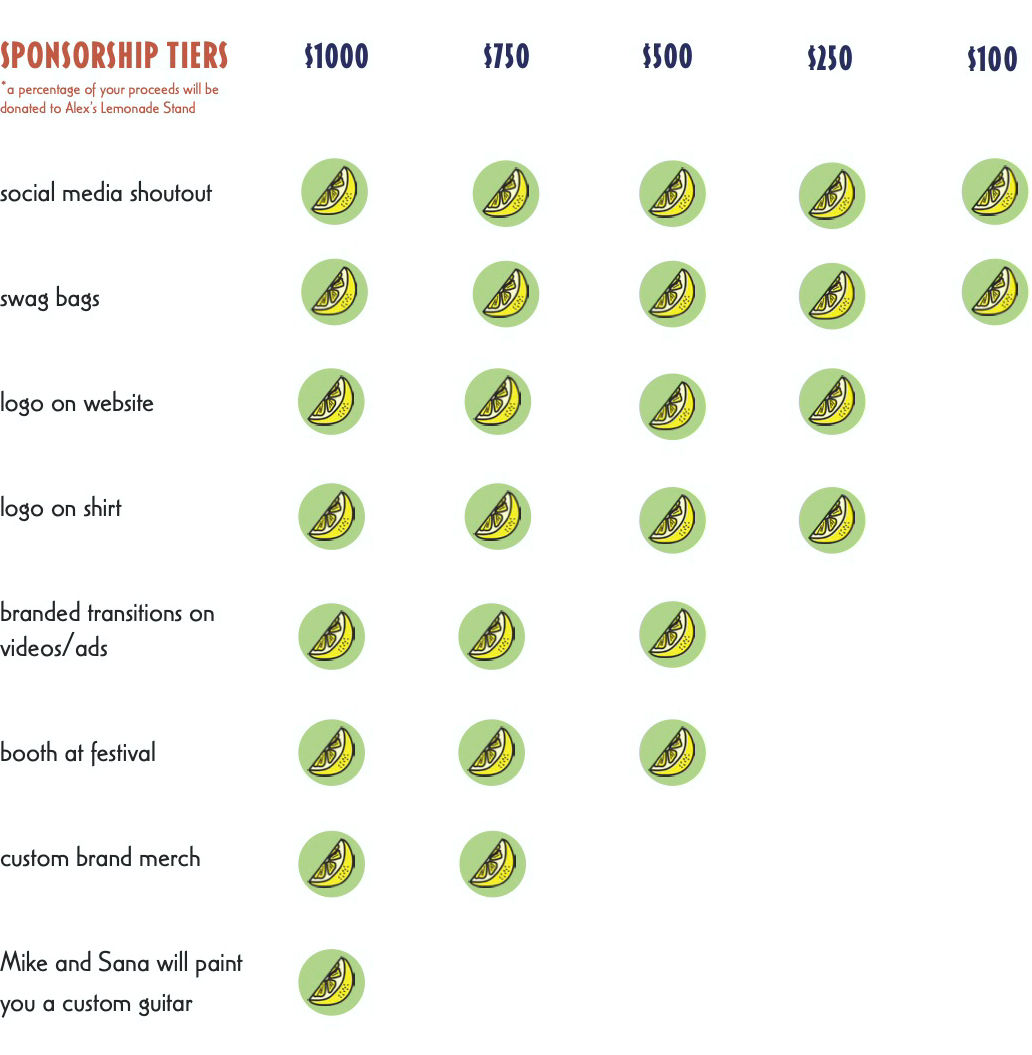 SPONSORSHIP TIERS $1000 $750 $500 $250 $100
*a percentage of your proceeds will be
donated to Alex's Lemonade Stand
social media shoutout
swag bags
logo on website
logo on shirt
branded transitions on
videos/ads
booth at festival
custom brand merch
Mike and Sana will paint
you a custom guitar